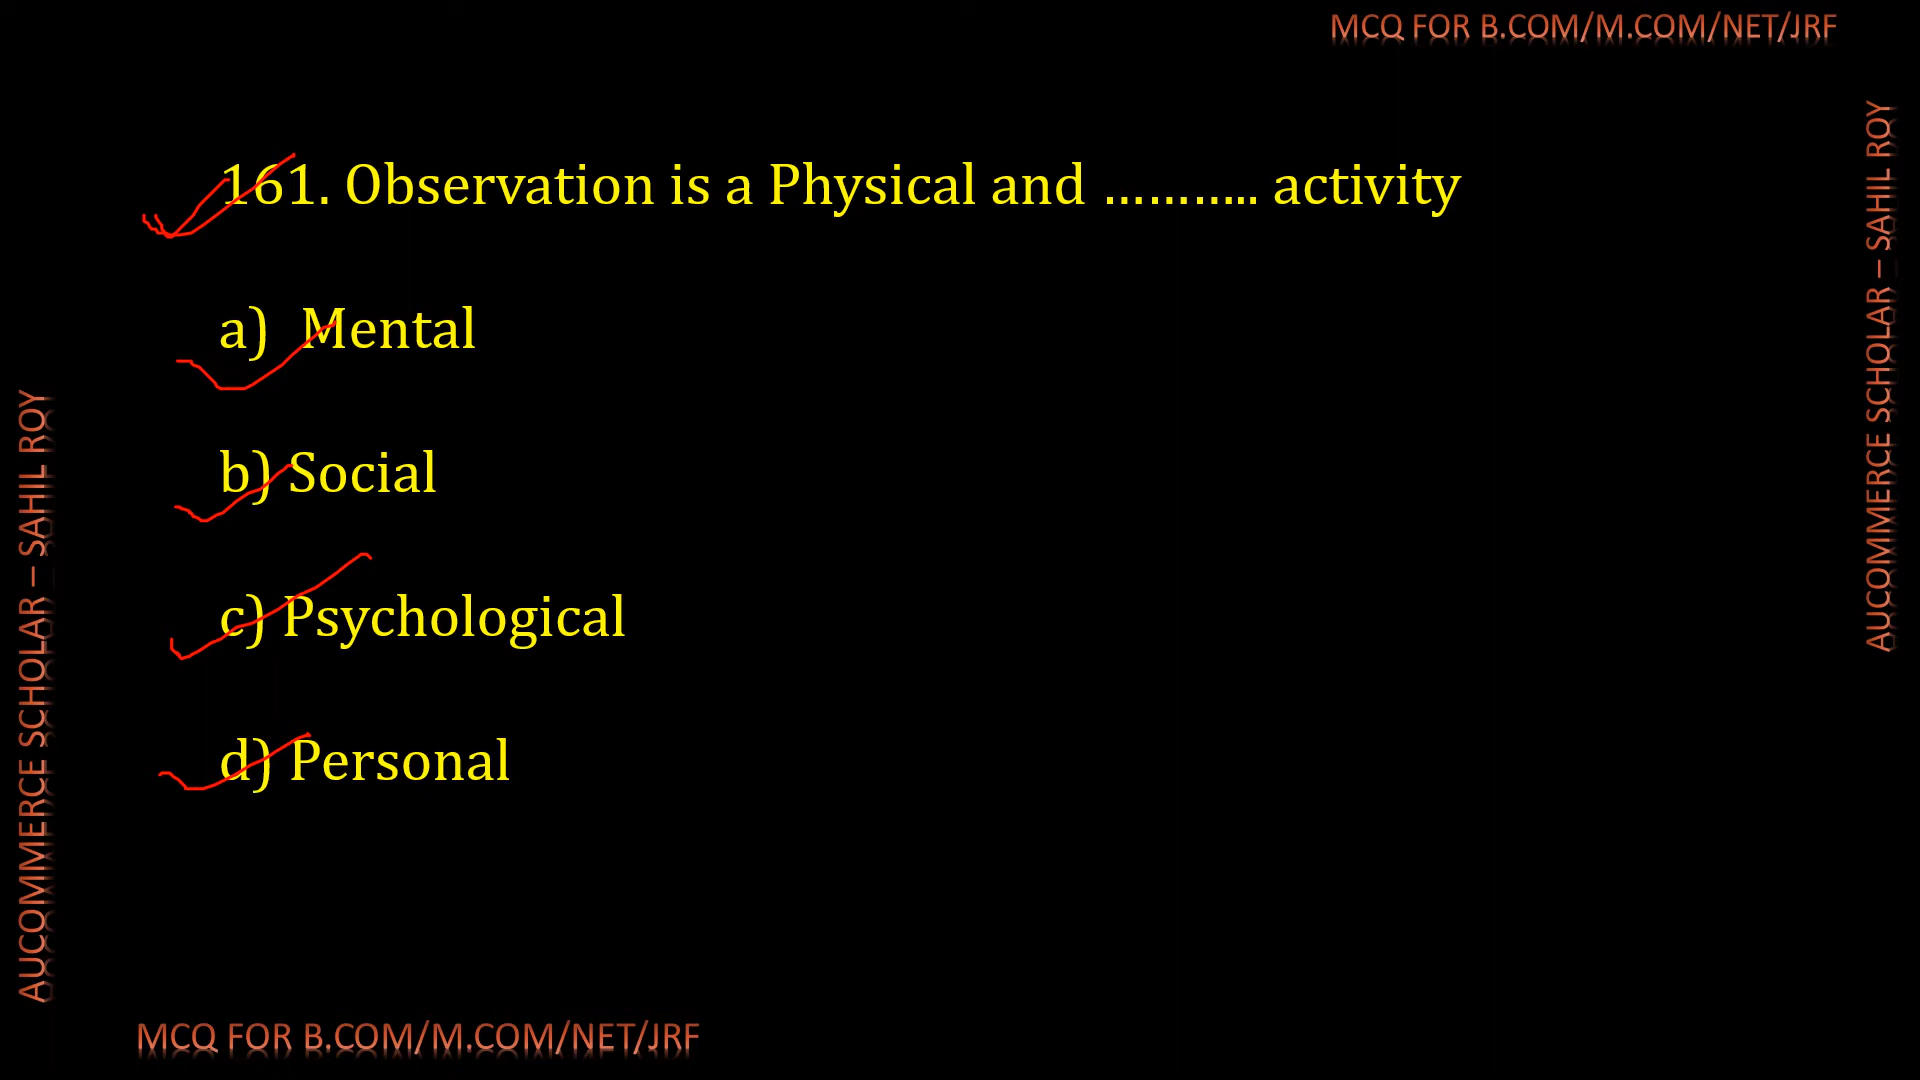 MCQ FOR B.COM/M.COM/NET/JRF
161. Observation is a Physical and ……….. activity
a) Mental
b) Social
c) Psychological
d) Personal
AUCOMMERCE SCHOLAR – SAHIL ROY
AUCOMMERCE SCHOLAR – SAHIL ROY
MCQ FOR B.COM/M.COM/NET/JRF